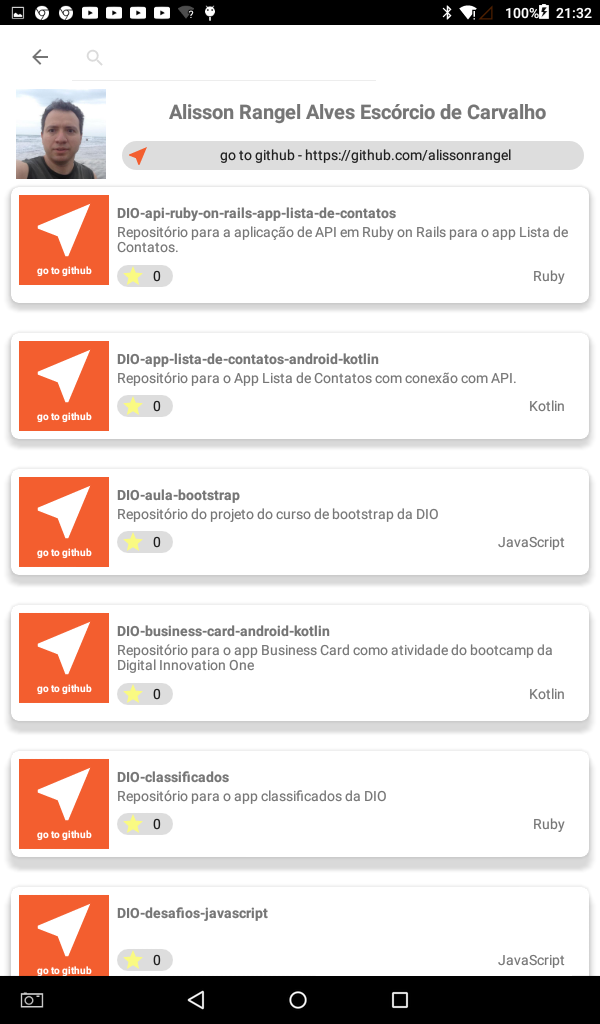 100% 21:32
Alisson Rangel Alves Escórcio de Carvalho
go to github - https://github.com/alissonrangel
DIO-api-ruby-on-rails-app-lista-de-contatos
Repositório para a aplicação de API em Ruby on Rails para o app Lista de
Contatos.
go to github
0
Ruby
DIO-app-lista-de-contatos-android-kotlin
Repositório para o App Lista de Contatos com conexão com API.
go to github
0
Kotlin
DIO-aula-bootstrap
Repositório do projeto do curso de bootstrap da DIO
go to github
0
JavaScript
DIO-business-card-android-kotlin
Repositório para o app Business Card como atividade do bootcamp da
Digital Innovation One
go to github
0
Kotlin
DIO-classificados
Repositório para o app classificados da DIO
go to github
0
Ruby
DIO-desafios-javascript
0
JavaScript
go to github